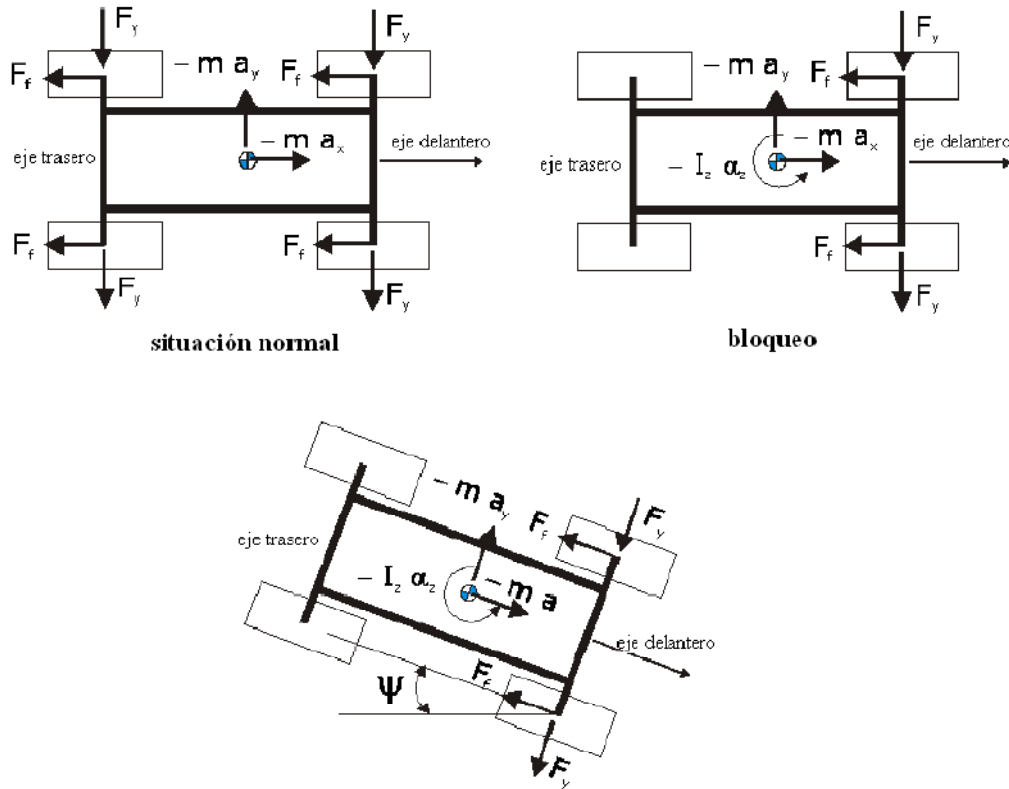 F_y
F_y
F_y
F_f
- m a_y
F_f
- m a_y
F_f
- m a_x
- m a_x
eje trasero
eje delantero
eje trasero
eje delantero
- I_z α_z
F_f
F_f
F_f
F_y
F_y
F_y
situación normal
bloqueo
- m a_y
F_f
F_y
eje trasero
- I_z α_z
- m a
eje delantero
F_f
Ψ
F_y